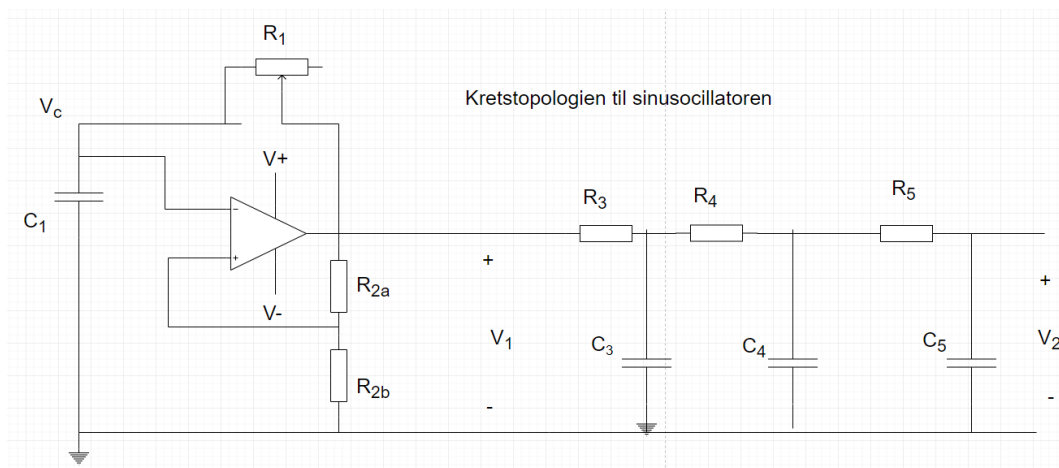 R1
Kretstopologien til sinusocillatoren
Vc
V+
C1
−
+
R2a
V-
R2b
R3
R4
R5
+
+
V1
C3
C4
C5
V2
-
-